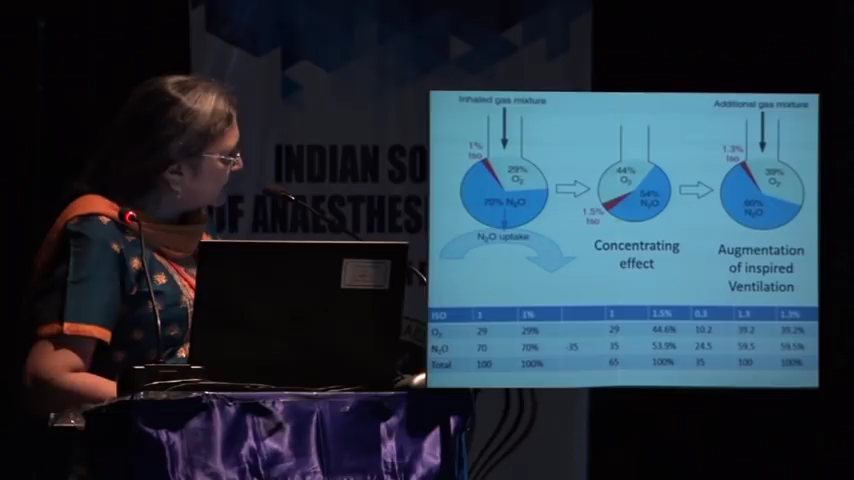 INDIAN SO
OF ANAESTHES
Inhaled gas mixture
Additional gas mixture
1%
Iso
29%
O₂
70% N₂O
N₂O uptake
44%
O₂
54%
N₂O
1.5%
Iso
1.3%
Iso
39%
O₂
60%
N₂O
Concentrating
effect
Augmentation
of inspired
Ventilation
ISO 1 1% 1 1.5% 0.3 1.3 1.3%
O₂ 29 29% 29 44.6% 10.2 39.2 39.2%
N₂O 70 70% -35 35 53.9% 24.5 59.5 59.5%
Total 100 100% 65 100% 35 100 100%